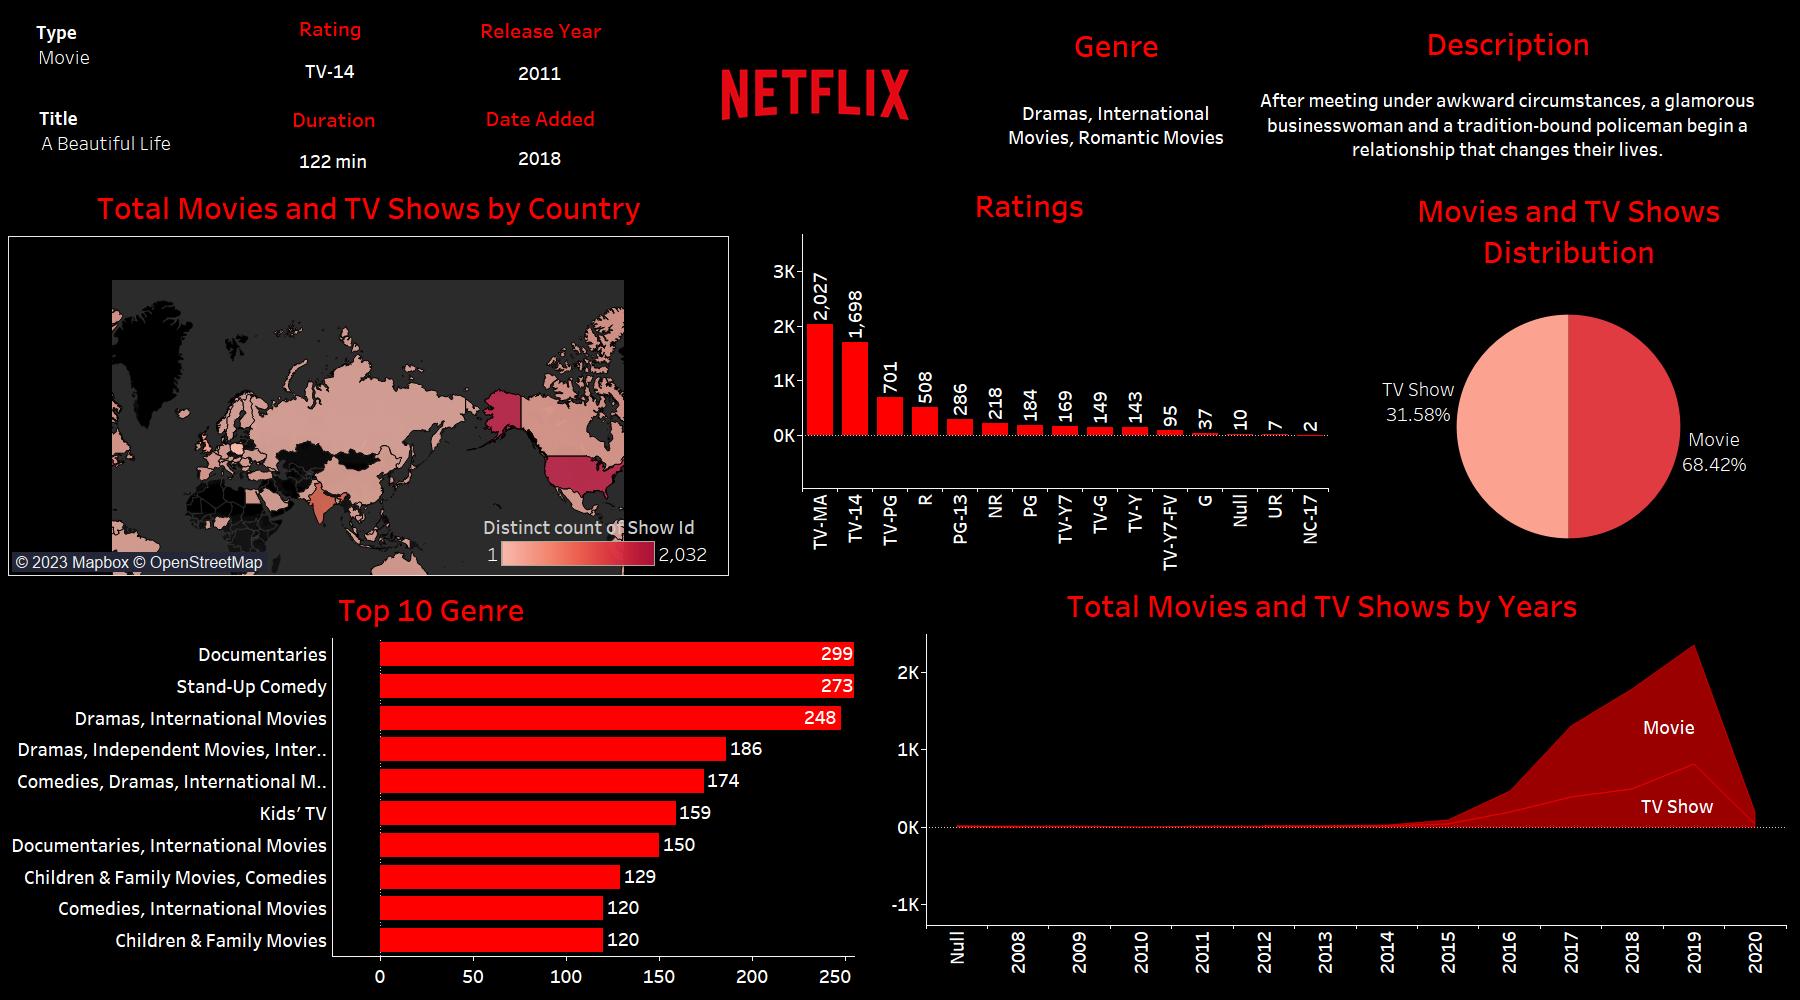 Type
Movie
Title
A Beautiful Life
Rating
TV-14
Duration
122 min
Release Year
2011
Date Added
2018
NETFLIX
Genre
Dramas, International
Movies, Romantic Movies
Description
After meeting under awkward circumstances, a glamorous
businesswoman and a tradition-bound policeman begin a
relationship that changes their lives.
Total Movies and TV Shows by Country
Distinct count of Show Id
1 2,032
© 2023 Mapbox © OpenStreetMap
Ratings
3K
2K
1K
0K
2,027
1,698
701
508
286
218
184
169
149
143
95
37
10
7
2
TV-MA
TV-14
TV-PG
R
PG-13
NR
PG
TV-Y7
TV-G
TV-Y
TV-Y7-FV
G
Null
UR
NC-17
Movies and TV Shows
Distribution
TV Show
31.58%
Movie
68.42%
Top 10 Genre
Documentaries 299
Stand-Up Comedy 273
Dramas, International Movies 248
Dramas, Independent Movies, Inter.. 186
Comedies, Dramas, International M.. 174
Kids’ TV 159
Documentaries, International Movies 150
Children & Family Movies, Comedies 129
Comedies, International Movies 120
Children & Family Movies 120
0 50 100 150 200 250
Total Movies and TV Shows by Years
2K
1K
0K
-1K
Movie
TV Show
Null 2008 2009 2010 2011 2012 2013 2014 2015 2016 2017 2018 2019 2020